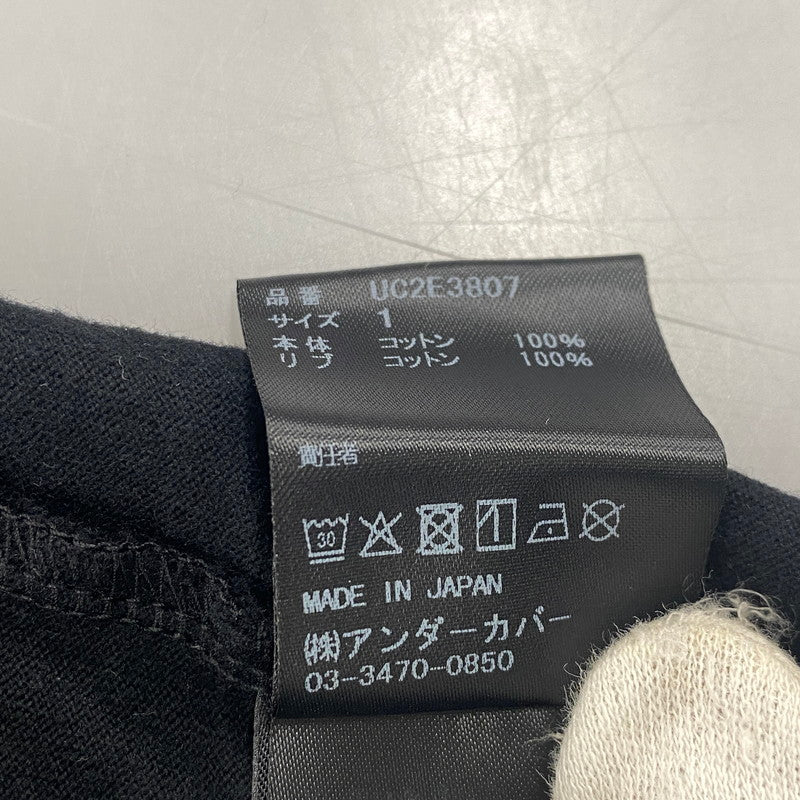 品番 UC2E3807
サイズ 1
本体 コットン 100%
リブ コットン 100%
責任者
30
MADE IN JAPAN
(株)アンダーカバー
03-3470-0850